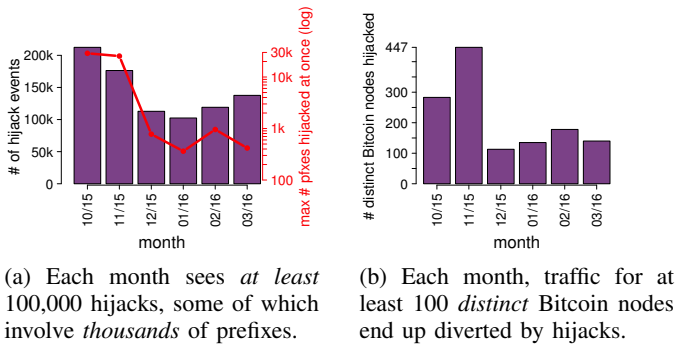 # of hijack events
200k
150k
100k
50k
0
10/15
11/15
12/15
01/16
02/16
03/16
month
30k
10k
1k
100
max # pfxes hijacked at once (log)
# distinct Bitcoin nodes hijacked
447
300
200
100
0
10/15
11/15
12/15
01/16
02/16
03/16
month
(a) Each month sees at least
100,000 hijacks, some of which
involve thousands of prefixes.
(b) Each month, traffic for at
least 100 distinct Bitcoin nodes
end up diverted by hijacks.